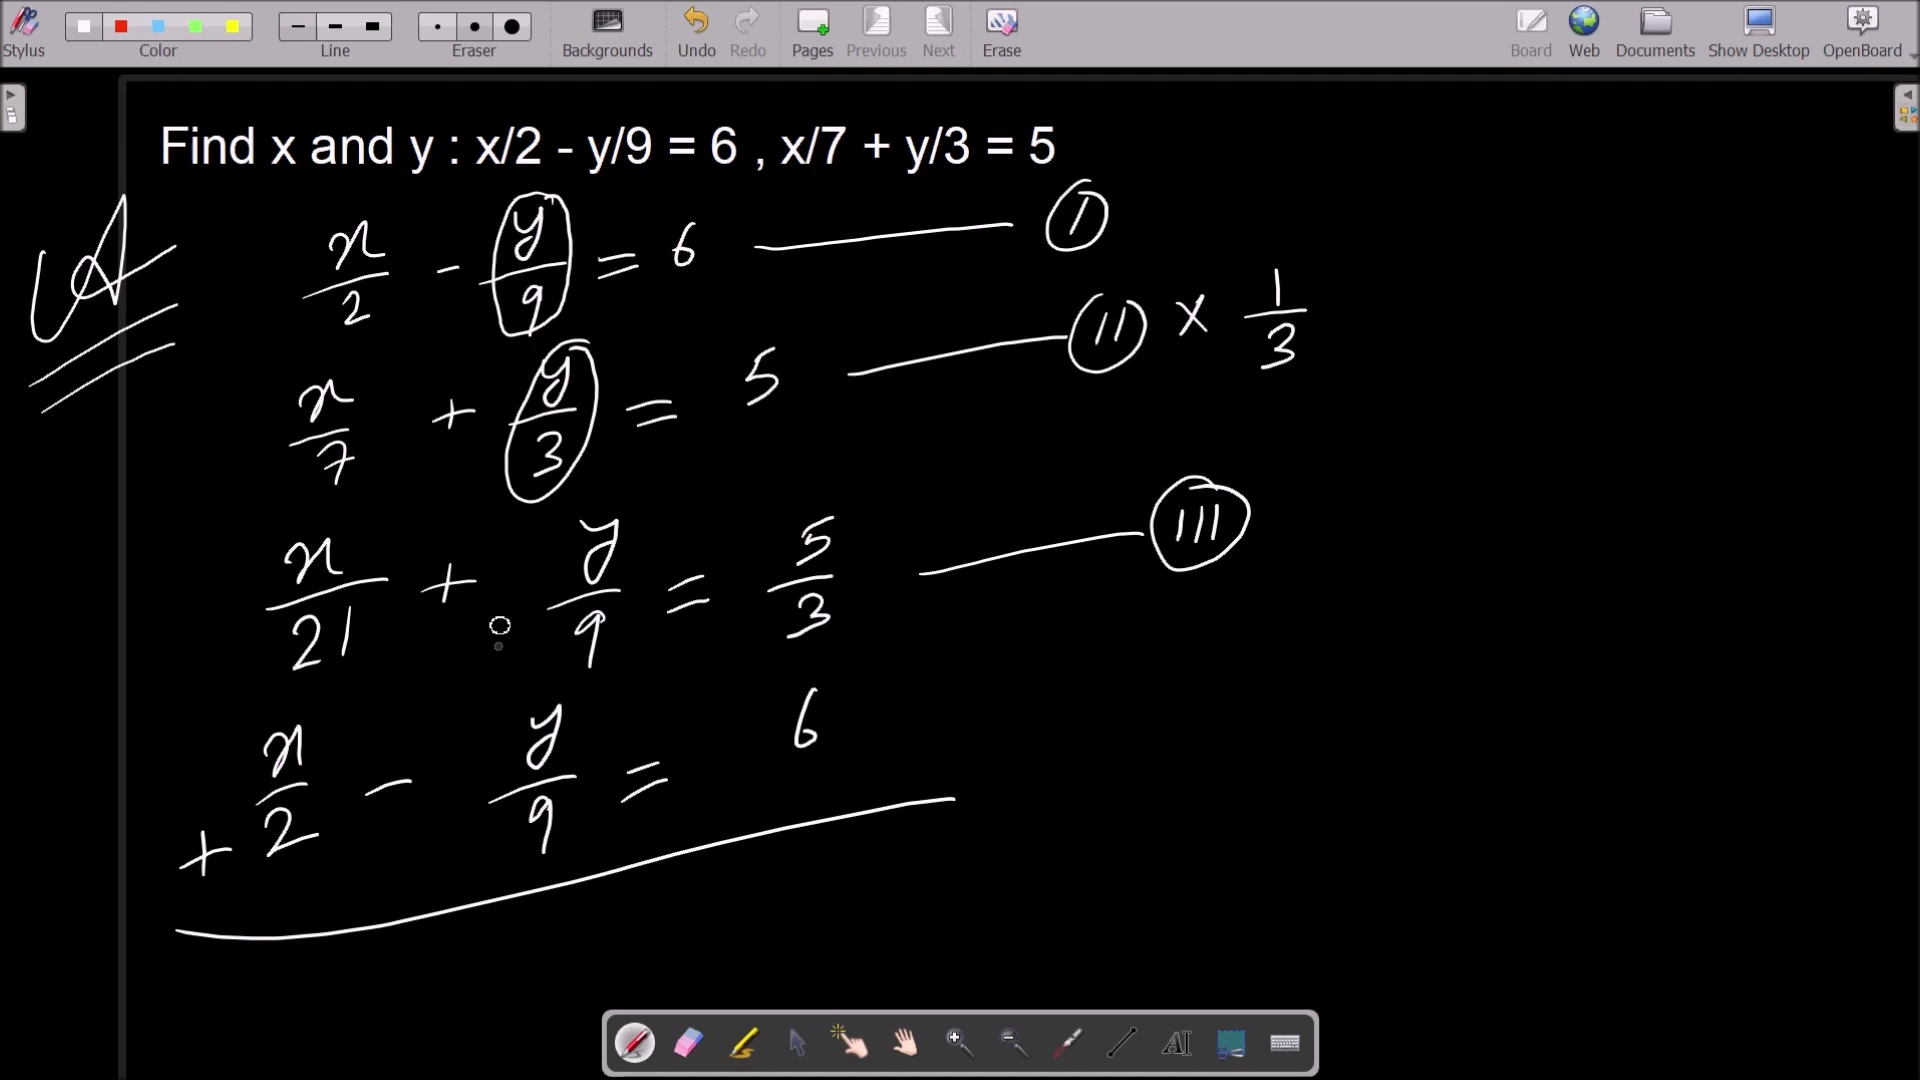 Stylus Color Line Eraser Backgrounds Undo Redo Pages Previous Next Erase Board Web Documents Show Desktop OpenBoard
Find x and y : x/2 - y/9 = 6 , x/7 + y/3 = 5
A
x/2 - y/9 = 6 —— I
x/7 + y/3 = 5 —— II × 1/3
x/21 + y/9 = 5/3 —— III
+ x/2 - y/9 = 6
AI